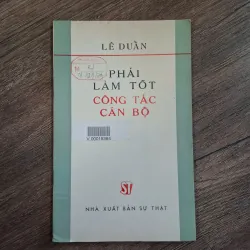 LÊ DUẨN
PHẢI
LÀM TỐT
CÔNG TÁC
CÁN BỘ
ST
NHÀ XUẤT BẢN SỰ THẬT